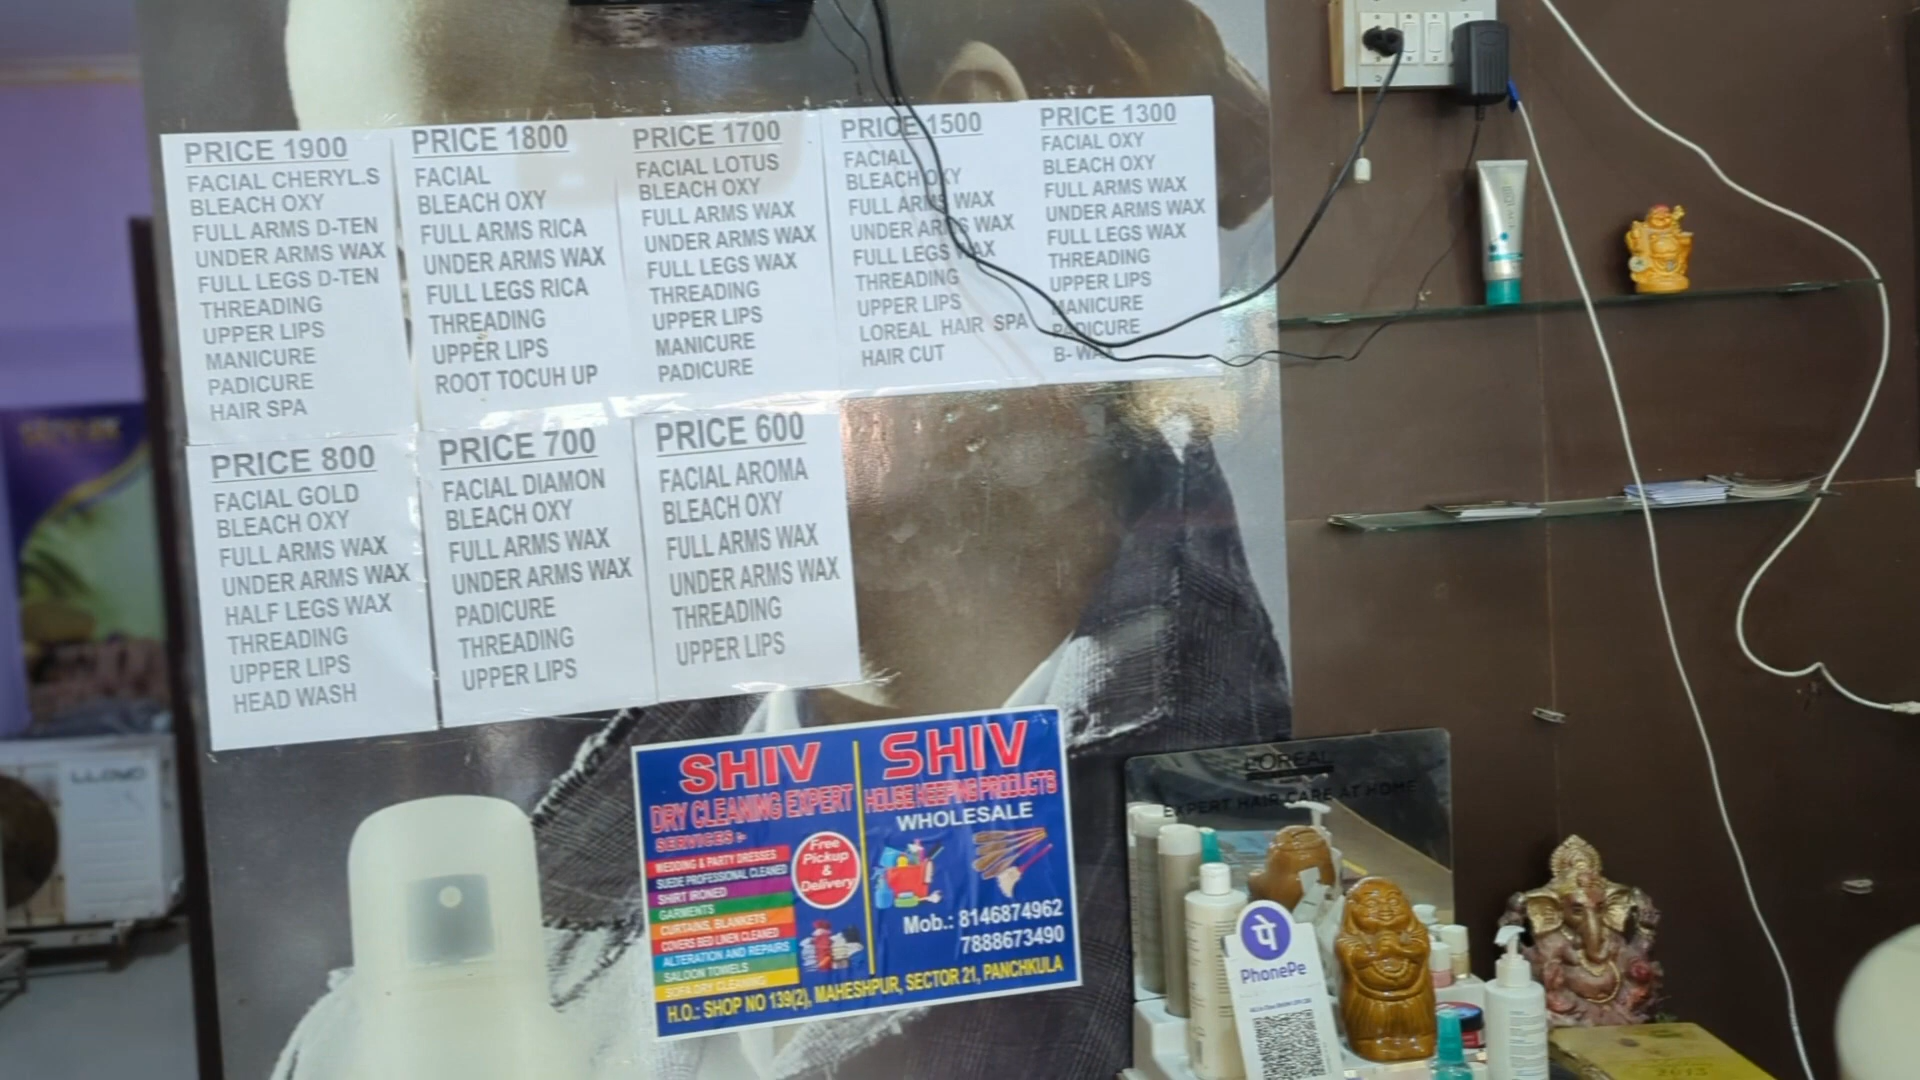 PRICE 1900
FACIAL CHERYL.S
BLEACH OXY
FULL ARMS D-TEN
UNDER ARMS WAX
FULL LEGS D-TEN
THREADING
UPPER LIPS
MANICURE
PADICURE
HAIR SPA
PRICE 1800
FACIAL
BLEACH OXY
FULL ARMS RICA
UNDER ARMS WAX
FULL LEGS RICA
THREADING
UPPER LIPS
ROOT TOCUH UP
PRICE 1700
FACIAL LOTUS
BLEACH OXY
FULL ARMS WAX
UNDER ARMS WAX
FULL LEGS WAX
THREADING
UPPER LIPS
MANICURE
PADICURE
PRICE 1500
FACIAL
BLEACH OXY
FULL ARMS WAX
UNDER ARMS WAX
FULL LEGS WAX
THREADING
UPPER LIPS
LOREAL HAIR SPA
HAIR CUT
PRICE 1300
FACIAL OXY
BLEACH OXY
FULL ARMS WAX
UNDER ARMS WAX
FULL LEGS WAX
THREADING
UPPER LIPS
MANICURE
PADICURE
B- WAX
PRICE 800
FACIAL GOLD
BLEACH OXY
FULL ARMS WAX
UNDER ARMS WAX
HALF LEGS WAX
THREADING
UPPER LIPS
HEAD WASH
PRICE 700
FACIAL DIAMON
BLEACH OXY
FULL ARMS WAX
UNDER ARMS WAX
PADICURE
THREADING
UPPER LIPS
PRICE 600
FACIAL AROMA
BLEACH OXY
FULL ARMS WAX
UNDER ARMS WAX
THREADING
UPPER LIPS
SHIV
DRY CLEANING EXPERT
SERVICES :-
WEDDING & PARTY DRESSES
SUEDE PROFESSIONAL CLEANED
SHIRT IRONED
GARMENTS
CURTAINS, BLANKETS
COVERS BED LINEN CLEANED
ALTERATION AND REPAIRS
SALOON TOWELS
SOFA DRY CLEANING
Free
Pickup
&
Delivery
SHIV
HOUSE KEEPING PRODUCTS
WHOLESALE
Mob.: 8146874962
7888673490
H.O.: SHOP NO 139(2), MAHESHPUR, SECTOR 21, PANCHKULA
LLOYD
L'OREAL
EXPERT HAIR CARE AT HOME
पे
PhonePe
2013